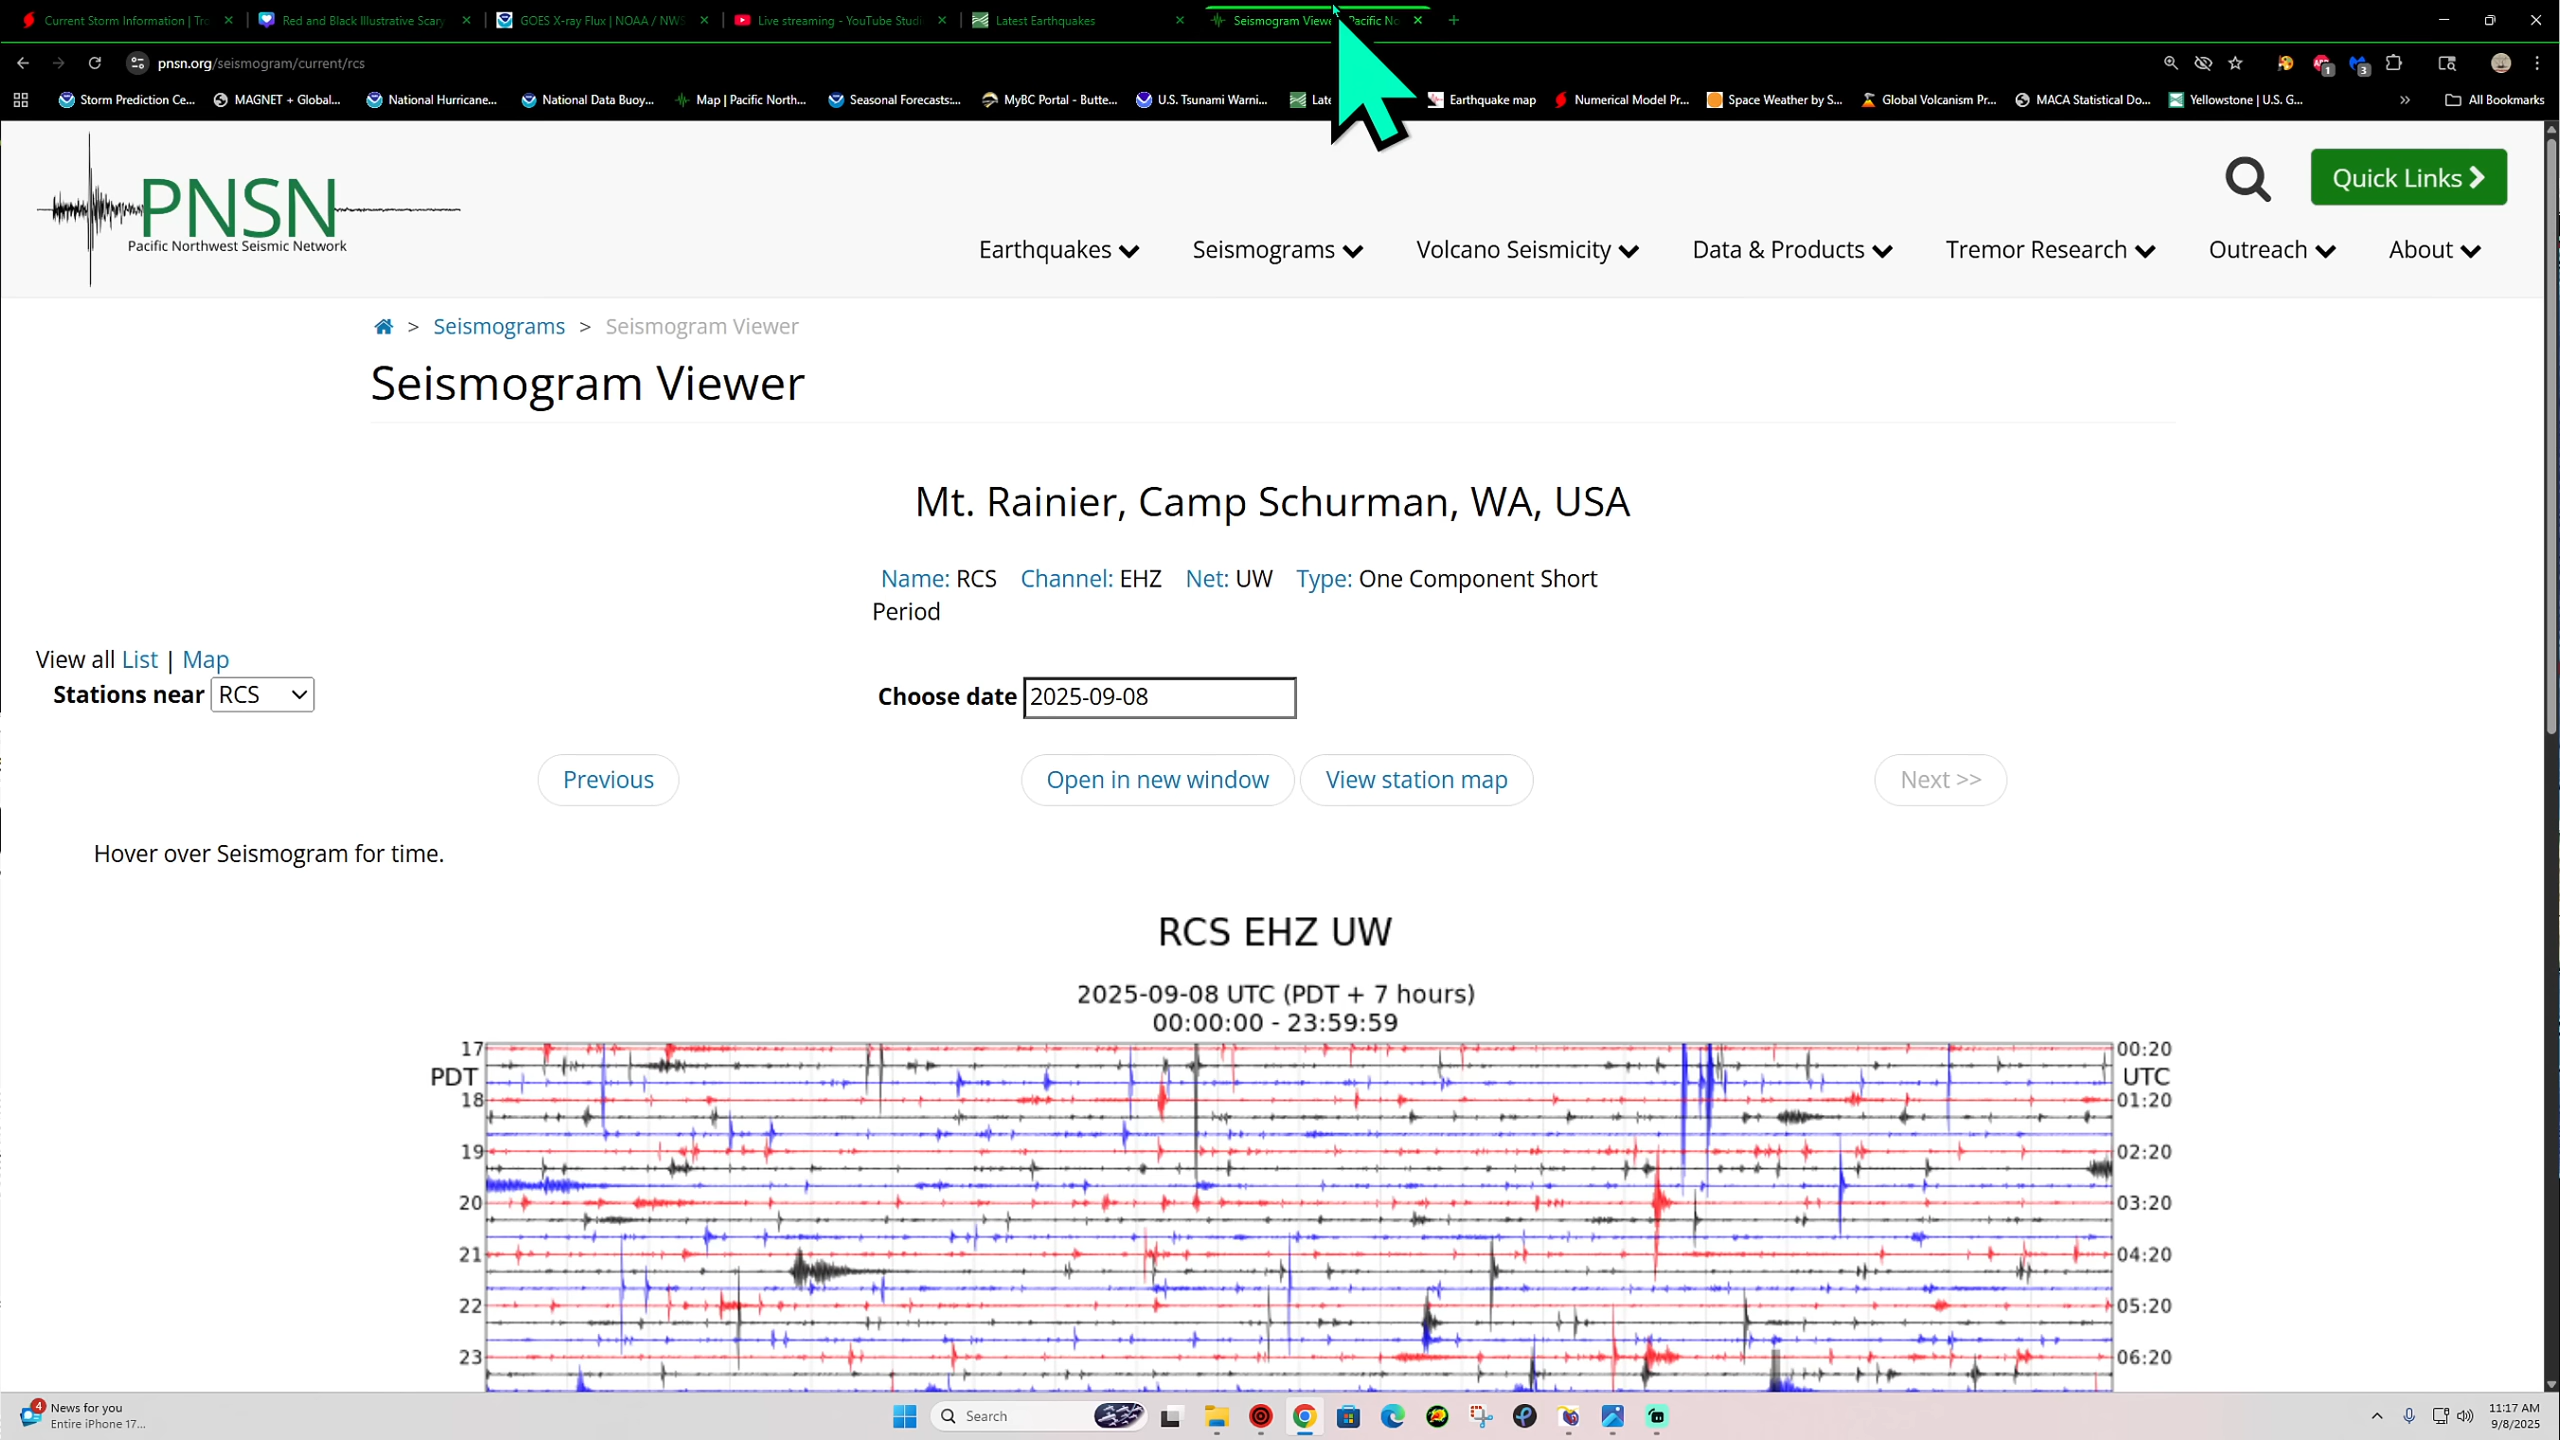 Current Storm Information | Tro
Red and Black Illustrative Scary
GOES X-ray Flux | NOAA / NWS
Live streaming - YouTube Studi
Latest Earthquakes
Seismogram Viewe
Pacific No
pnsn.org/seismogram/current/rcs
1
3
Storm Prediction Ce...
MAGNET + Global...
National Hurricane...
National Data Buoy...
Map | Pacific North...
Seasonal Forecasts:...
MyBC Portal - Butte...
U.S. Tsunami Warni...
Late
Earthquake map
Numerical Model Pr...
Space Weather by S...
Global Volcanism Pr...
MACA Statistical Do...
Yellowstone | U.S. G...
»
All Bookmarks
PNSN
Pacific Northwest Seismic Network
Quick Links
Earthquakes
Seismograms
Volcano Seismicity
Data & Products
Tremor Research
Outreach
About
> Seismograms > Seismogram Viewer
Seismogram Viewer
Mt. Rainier, Camp Schurman, WA, USA
Name: RCS Channel: EHZ Net: UW Type: One Component Short
Period
View all List | Map
Stations near RCS
Choose date 2025-09-08
Previous
Open in new window
View station map
Next >>
Hover over Seismogram for time.
RCS EHZ UW
2025-09-08 UTC (PDT + 7 hours)
00:00:00 - 23:59:59
17
00:20
PDT
UTC
18
01:20
19
02:20
20
03:20
21
04:20
22
05:20
23
06:20
4
News for you
Entire iPhone 17...
Search
11:17 AM
9/8/2025